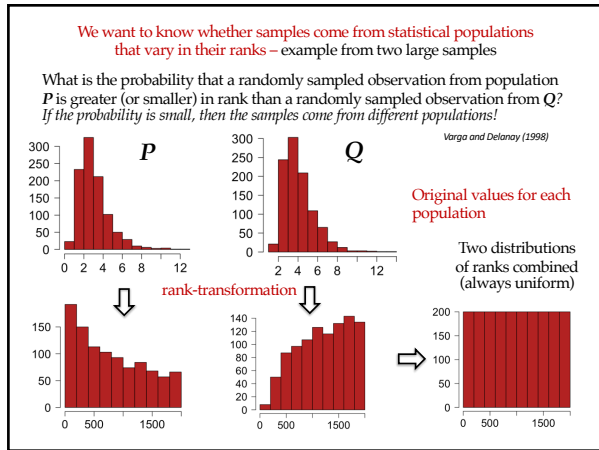 We want to know whether samples come from statistical populations
that vary in their ranks – example from two large samples
What is the probability that a randomly sampled observation from population
P is greater (or smaller) in rank than a randomly sampled observation from Q?
If the probability is small, then the samples come from different populations!
Varga and Delanay (1998)
P
Q
300
250
200
150
100
50
0
0 2 4 6 8 12
300
250
200
150
100
50
0
2 4 6 8 12
Original values for each
population
rank-transformation
Two distributions
of ranks combined
(always uniform)
150
100
50
0
0 500 1500
140
120
100
80
60
40
20
0
0 500 1500
200
150
100
50
0
0 500 1500